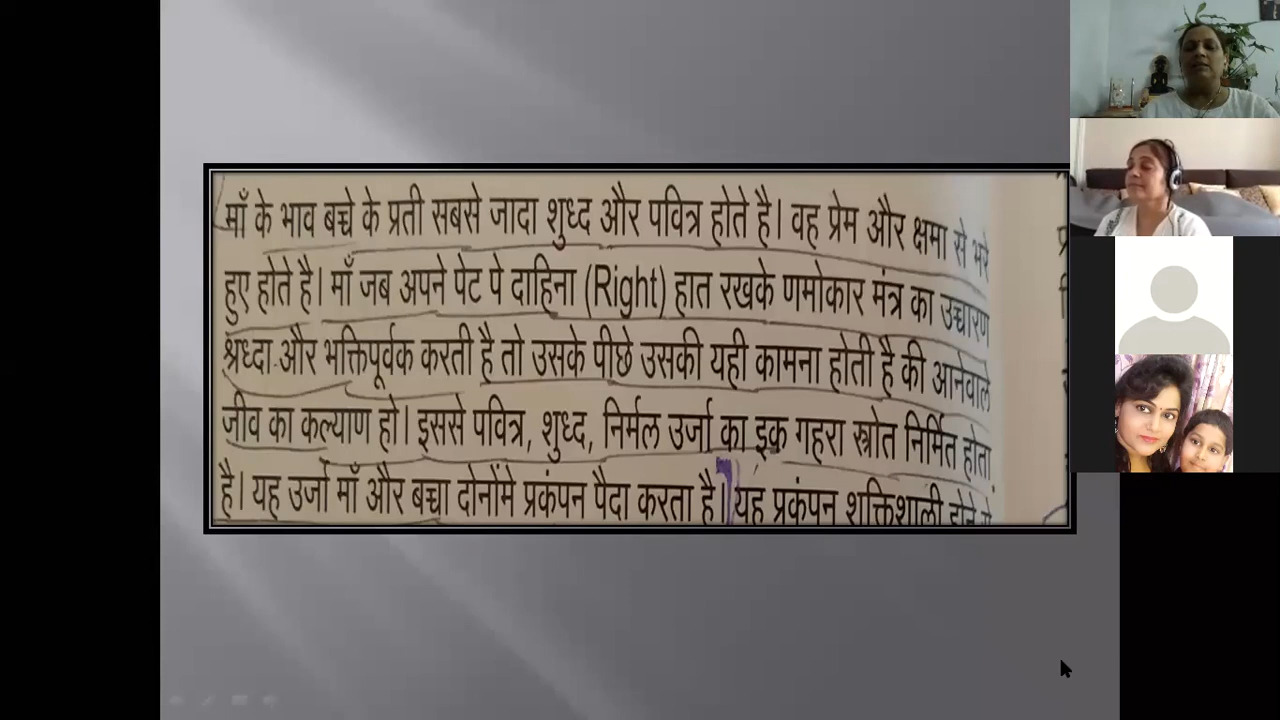 माँ के भाव बच्चे के प्रती सबसे जादा शुध्द और पवित्र होते है। वह प्रेम और क्षमा से भरे
हुए होते है। माँ जब अपने पेट पे दाहिना (Right) हात रखके णमोकार मंत्र का उच्चारण
श्रध्दा और भक्तिपूर्वक करती है तो उसके पीछे उसकी यही कामना होती है की आनेवाले
जीव का कल्याण हो। इससे पवित्र, शुध्द, निर्मल उर्जा का इक गहरा स्त्रोत निर्मित होता
है। यह उर्जा माँ और बच्चा दोनोंमे प्रकंपन पैदा करता है। यह प्रकंपन शक्तिशाली